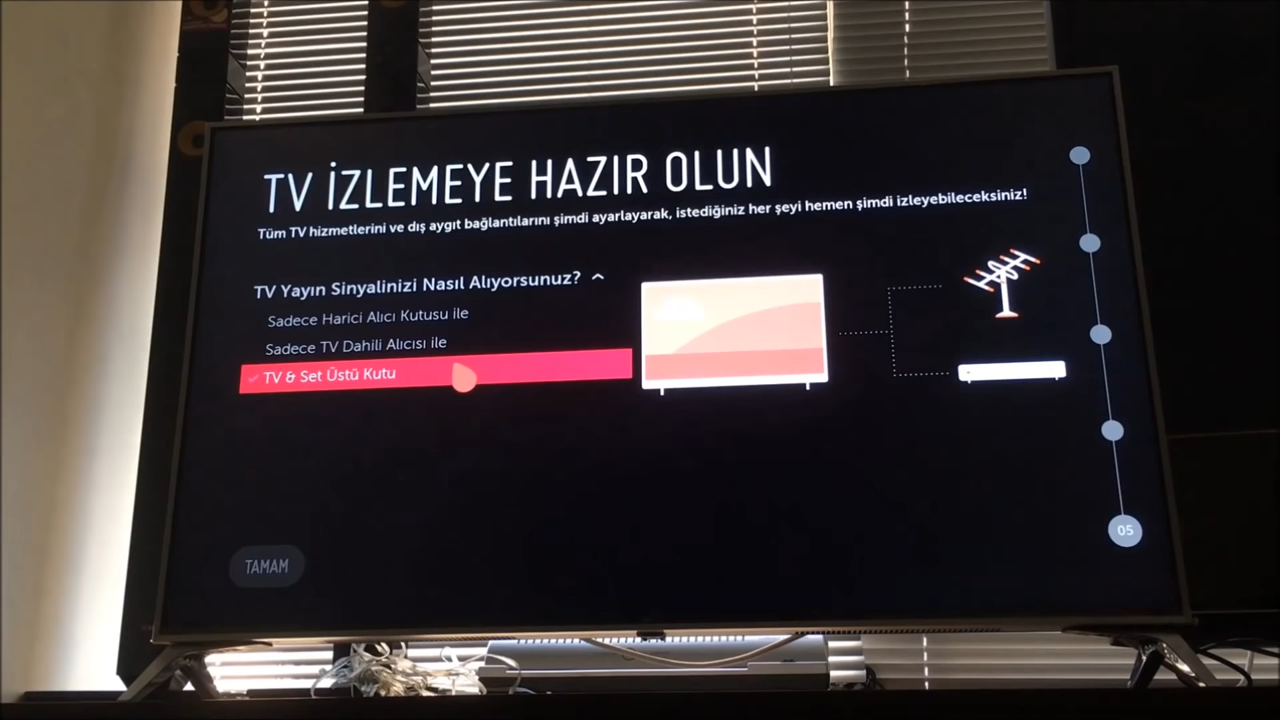 TV İZLEMEYE HAZIR OLUN
Tüm TV hizmetlerini ve dış aygıt bağlantılarını şimdi ayarlayarak, istediğiniz her şeyi hemen şimdi izleyebileceksiniz!
TV Yayın Sinyalinizi Nasıl Alıyorsunuz?
Sadece Harici Alıcı Kutusu ile
Sadece TV Dahili Alıcısı ile
TV & Set Üstü Kutu
TAMAM
05